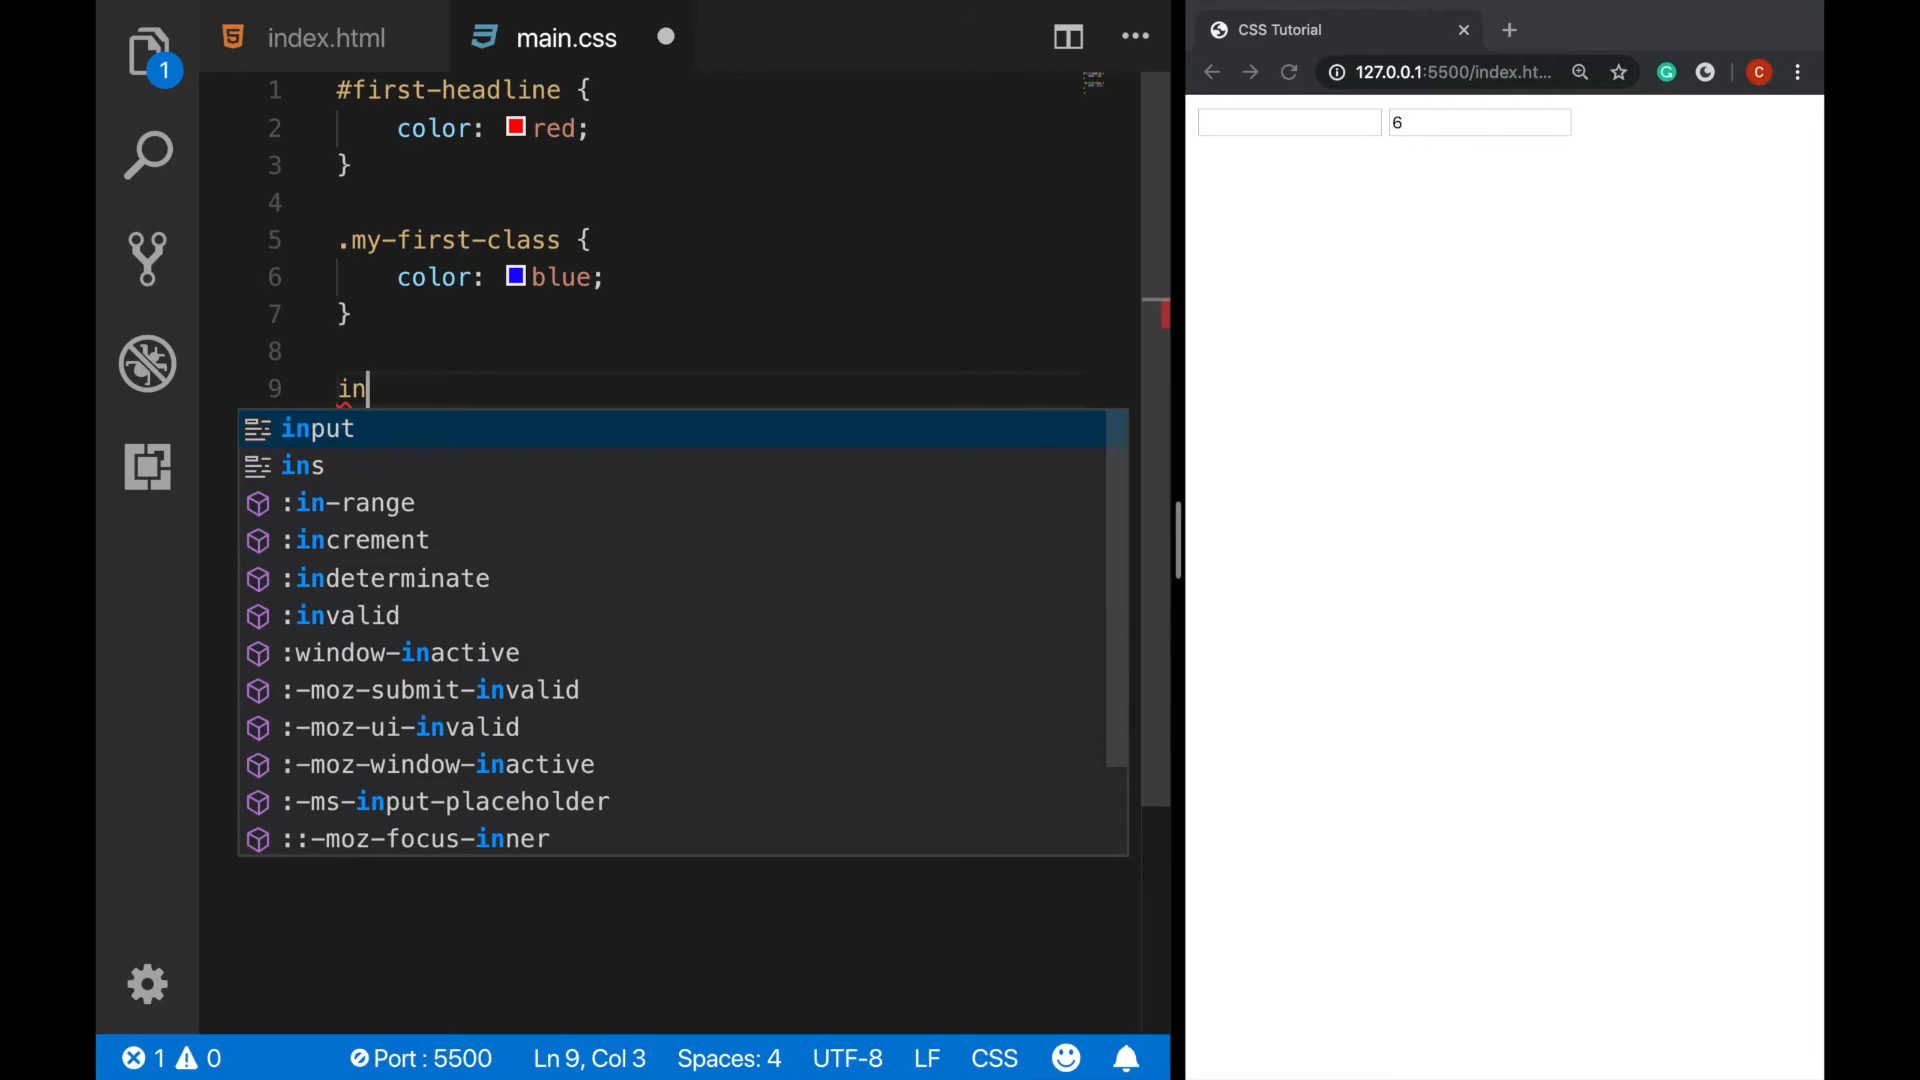 index.html
main.css
1
1 #first-headline {
2 color: red;
3 }
4
5 .my-first-class {
6 color: blue;
7 }
8
9 in
input
ins
:in-range
:increment
:indeterminate
:invalid
:window-inactive
:-moz-submit-invalid
:-moz-ui-invalid
:-moz-window-inactive
:-ms-input-placeholder
::-moz-focus-inner
1 0 Port : 5500 Ln 9, Col 3 Spaces: 4 UTF-8 LF CSS
CSS Tutorial
127.0.0.1:5500/index.ht...
C
6